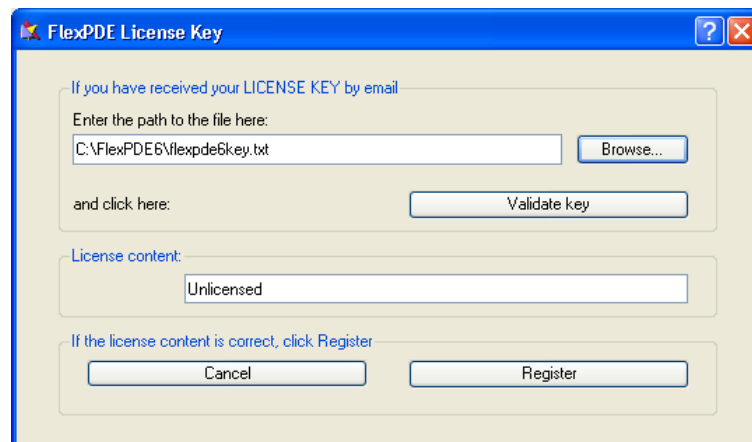 FlexPDE License Key
If you have received your LICENSE KEY by email
Enter the path to the file here:
C:\FlexPDE6\flexpde6key.txt
Browse...
and click here:
Validate key
License content:
Unlicensed
If the license content is correct, click Register
Cancel
Register